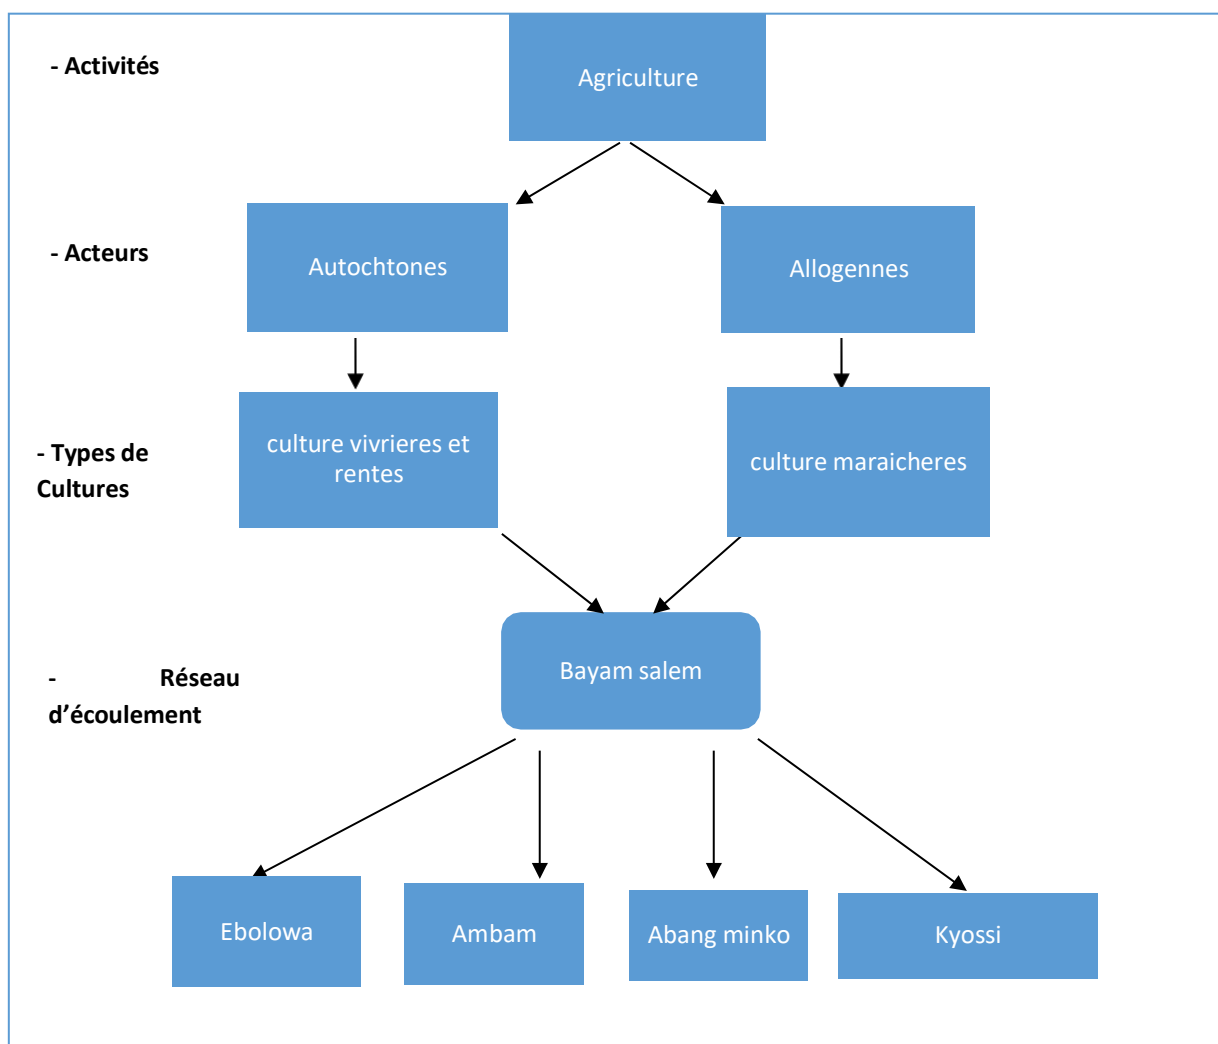 - Activités
Agriculture
- Acteurs
Autochtones
Allogennes
- Types de
Cultures
culture vivrieres et
rentes
culture maraicheres
- Réseau
d’écoulement
Bayam salem
Ebolowa
Ambam
Abang minko
Kyossi